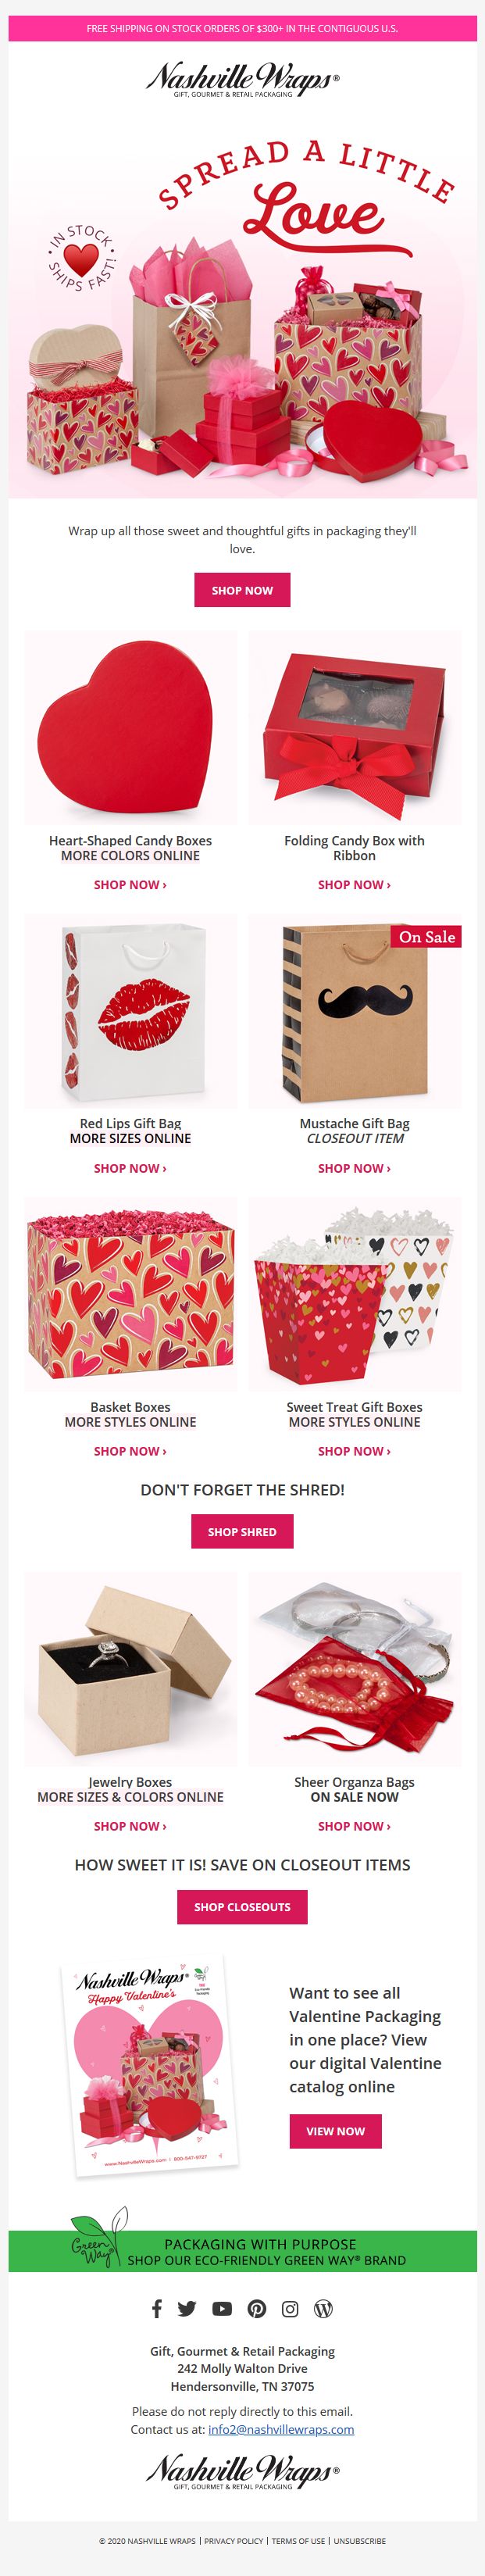 FREE SHIPPING ON STOCK ORDERS OF $300+ IN THE CONTIGUOUS U.S.
Nashville Wraps®
GIFT, GOURMET & RETAIL PACKAGING
SPREAD A LITTLE
Love
IN STOCK
SHIPS FAST!
Wrap up all those sweet and thoughtful gifts in packaging they'll
love.
SHOP NOW
Heart-Shaped Candy Boxes
MORE COLORS ONLINE
SHOP NOW ›
Folding Candy Box with
Ribbon
SHOP NOW ›
On Sale
Red Lips Gift Bag
MORE SIZES ONLINE
SHOP NOW ›
Mustache Gift Bag
CLOSEOUT ITEM
SHOP NOW ›
Basket Boxes
MORE STYLES ONLINE
SHOP NOW ›
Sweet Treat Gift Boxes
MORE STYLES ONLINE
SHOP NOW ›
DON'T FORGET THE SHRED!
SHOP SHRED
Jewelry Boxes
MORE SIZES & COLORS ONLINE
SHOP NOW ›
Sheer Organza Bags
ON SALE NOW
SHOP NOW ›
HOW SWEET IT IS! SAVE ON CLOSEOUT ITEMS
SHOP CLOSEOUTS
Nashville Wraps®
Happy Valentine's
www.NashvilleWraps.com | 800-547-9727
Want to see all
Valentine Packaging
in one place? View
our digital Valentine
catalog online
VIEW NOW
Green Way®
PACKAGING WITH PURPOSE
SHOP OUR ECO-FRIENDLY GREEN WAY® BRAND
Gift, Gourmet & Retail Packaging
242 Molly Walton Drive
Hendersonville, TN 37075
Please do not reply directly to this email.
Contact us at: info2@nashvillewraps.com
Nashville Wraps®
GIFT, GOURMET & RETAIL PACKAGING
© 2020 NASHVILLE WRAPS | PRIVACY POLICY | TERMS OF USE | UNSUBSCRIBE